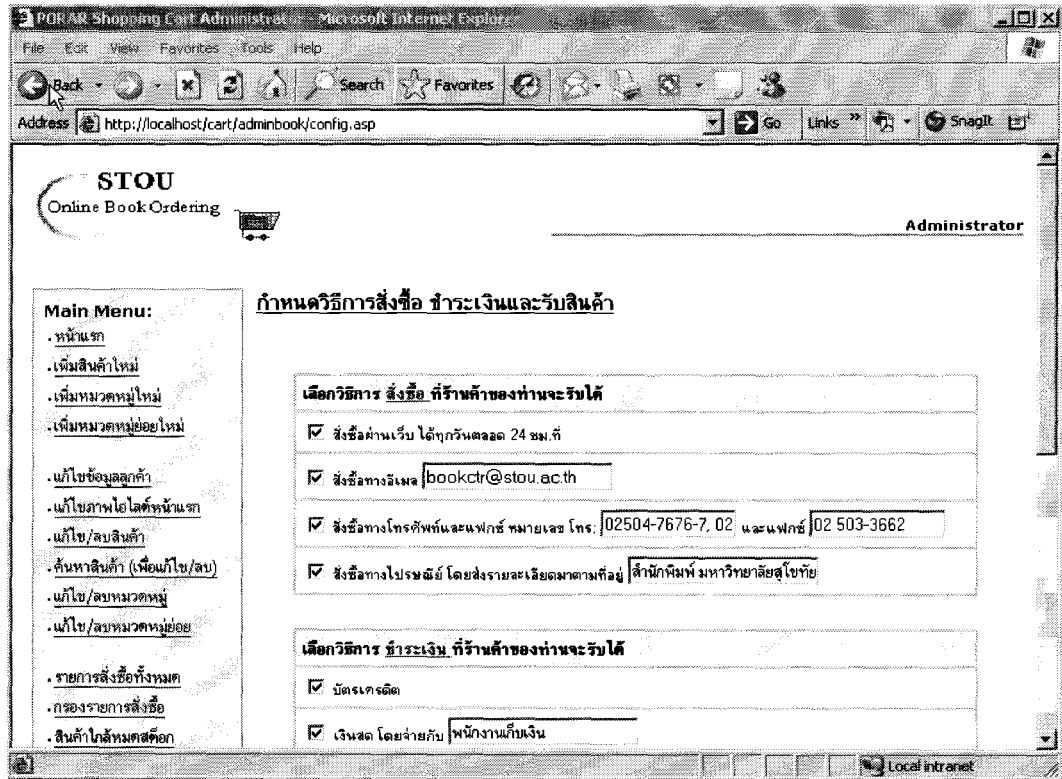 PORAR Shopping Cart Administrator - Microsoft Internet Explorer
File Edit View Favorites Tools Help
Back Search Favorites
Address http://localhost/cart/adminbook/config.asp Go Links » SnagIt
STOU
Online Book Ordering
Administrator
กำหนดวิธีการสั่งซื้อ ชำระเงินและรับสินค้า
Main Menu:
. หน้าแรก
. เพิ่มสินค้าใหม่
. เพิ่มหมวดหมู่ใหม่
. เพิ่มหมวดหมู่ย่อยใหม่
. แก้ไขข้อมูลลูกค้า
. แก้ไขภาพไฮไลต์หน้าแรก
. แก้ไข/ลบสินค้า
. ค้นหาสินค้า (เพื่อแก้ไข/ลบ)
. แก้ไข/ลบหมวดหมู่
. แก้ไข/ลบหมวดหมู่ย่อย
. รายการสั่งซื้อทั้งหมด
. กรองรายการสั่งซื้อ
. สินค้าใกล้หมดสต็อก
เลือกวิธีการ สั่งซื้อ ที่ร้านค้าของท่านจะรับได้
สั่งซื้อผ่านเว็บ ได้ทุกวันตลอด 24 ชม.ที่
สั่งซื้อทางอีเมล bookctr@stou.ac.th
สั่งซื้อทางโทรศัพท์และแฟกซ์ หมายเลข โทร: 02504-7676-7, 02 และแฟกซ์ 02 503-3662
สั่งซื้อทางไปรษณีย์ โดยส่งรายละเอียดมาตามที่อยู่ สำนักพิมพ์ มหาวิทยาลัยสุโขทัย
เลือกวิธีการ ชำระเงิน ที่ร้านค้าของท่านจะรับได้
บัตรเครดิต
เงินสด โดยจ่ายกับ พนักงานเก็บเงิน
Local intranet